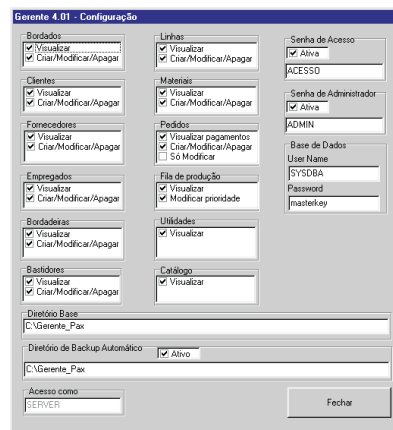 Gerente 4.01 - Configuração
Bordados
Visualizar
Criar/Modificar/Apagar
Clientes
Visualizar
Criar/Modificar/Apagar
Fornecedores
Visualizar
Criar/Modificar/Apagar
Empregados
Visualizar
Criar/Modificar/Apagar
Bordadeiras
Visualizar
Criar/Modificar/Apagar
Bastidores
Visualizar
Criar/Modificar/Apagar
Linhas
Visualizar
Criar/Modificar/Apagar
Materiais
Visualizar
Criar/Modificar/Apagar
Pedidos
Visualizar pagamentos
Criar/Modificar/Apagar
Só Modificar
Fila de produção
Visualizar
Modificar prioridade
Utilidades
Visualizar
Catálogo
Visualizar
Senha de Acesso
Ativa
ACESSO
Senha de Administrador
Ativa
ADMIN
Base de Dados
User Name
SYSDBA
Password
masterkey
Diretório Base
C:\Gerente_Pax
Diretório de Backup Automático
Ativo
C:\Gerente_Pax
Acesso como
SERVER
Fechar